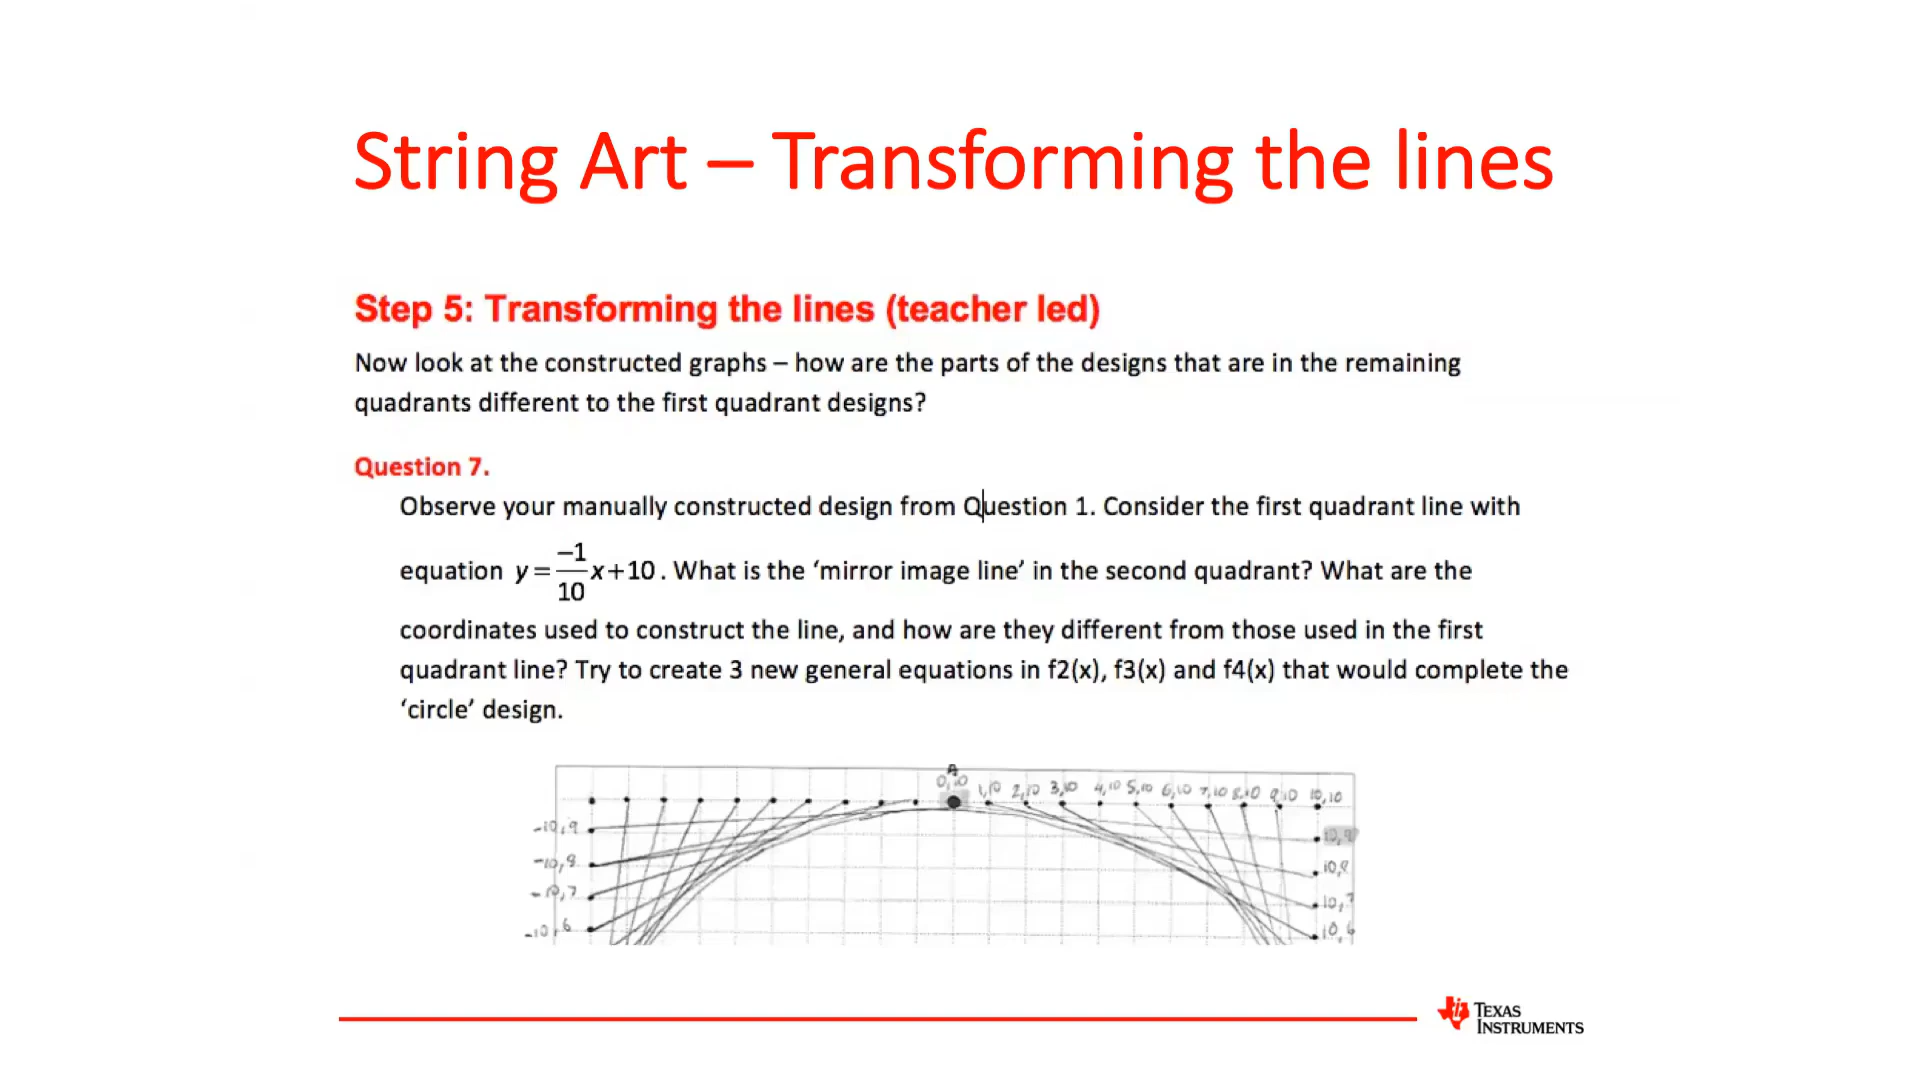 String Art – Transforming the lines
Step 5: Transforming the lines (teacher led)
Now look at the constructed graphs – how are the parts of the designs that are in the remaining
quadrants different to the first quadrant designs?
Question 7.
Observe your manually constructed design from Question 1. Consider the first quadrant line with
equation y = –1/10 x + 10 . What is the ‘mirror image line’ in the second quadrant? What are the
coordinates used to construct the line, and how are they different from those used in the first
quadrant line? Try to create 3 new general equations in f2(x), f3(x) and f4(x) that would complete the
‘circle’ design.
A
0,10 1,10 2,10 3,10 4,10 5,10 6,10 7,10 8,10 9,10 10,10
-10,9 10,9
-10,8 10,8
-10,7 10,7
-10,6 10,6
TEXAS
INSTRUMENTS